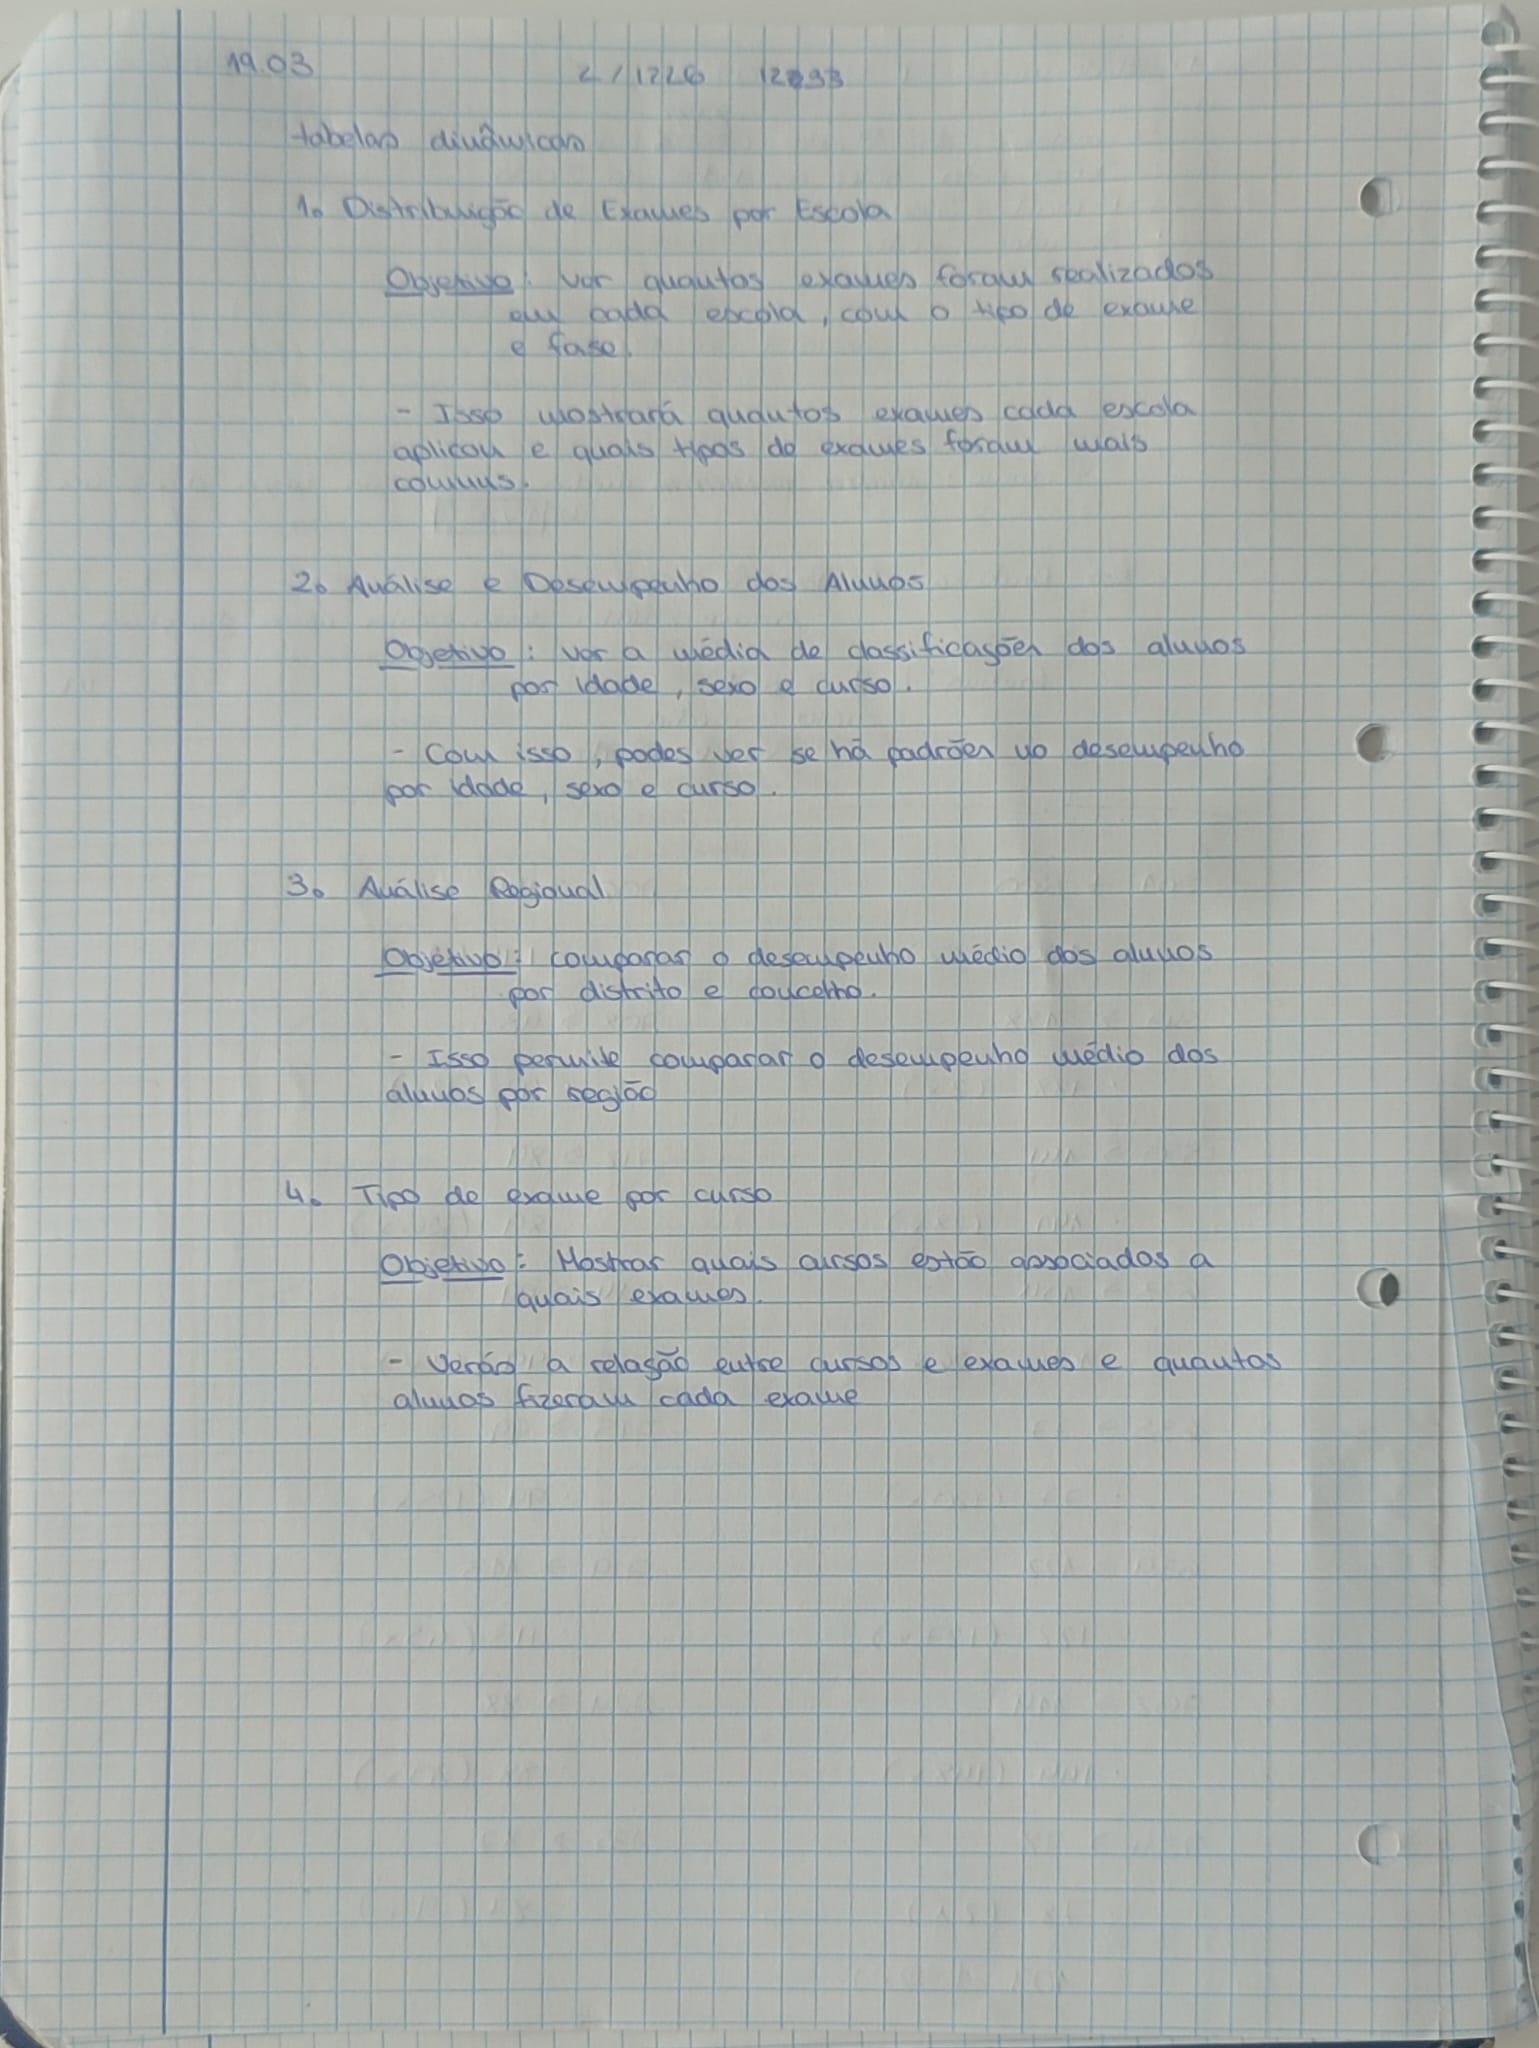 19.03
tabelas dinâmicas
1. Distribuição de Exames por Escola
Objetivo: ver quantos exames foram realizados
em cada escola, com o tipo de exame
e fase.
- Isso mostrará quantos exames cada escola
aplicou e quais tipos de exames foram mais
comuns.
2. Análise e Desempenho dos Alunos
Objetivo: ver a média de classificações dos alunos
por idade, sexo e curso.
- Com isso, podes ver se há padrões no desempenho
por idade, sexo e curso.
3. Análise Regional
Objetivo: comparar o desempenho médio dos alunos
por distrito e concelho.
- Isso permite comparar o desempenho médio dos
alunos por região
4. Tipo de exame por curso
Objetivo: Mostrar quais cursos estão associados a
quais exames.
- Verão a relação entre cursos e exames e quantos
alunos fizeram cada exame